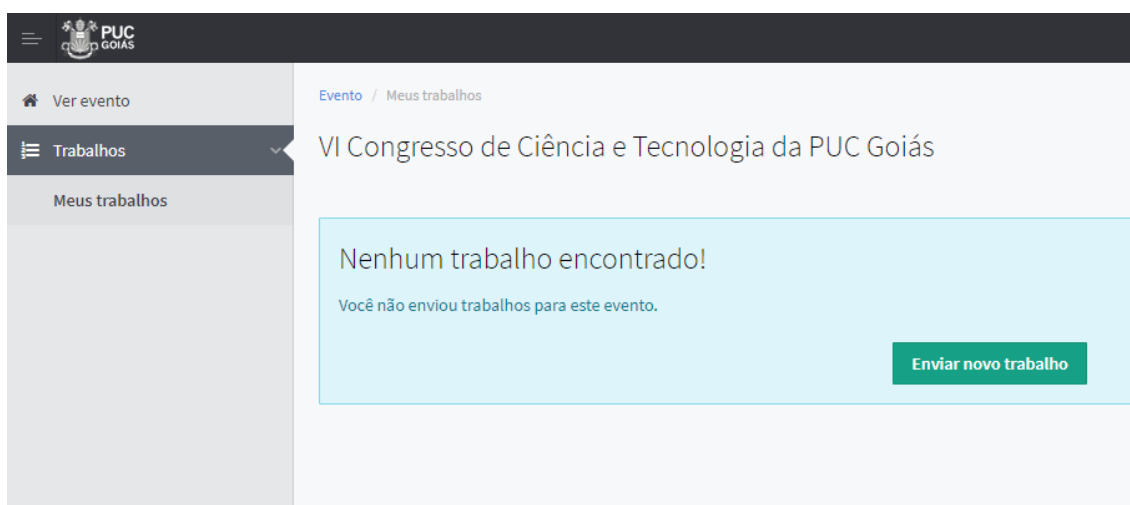 PUC
GOIÁS
Ver evento
Trabalhos
Meus trabalhos
Evento / Meus trabalhos
VI Congresso de Ciência e Tecnologia da PUC Goiás
Nenhum trabalho encontrado!
Você não enviou trabalhos para este evento.
Enviar novo trabalho